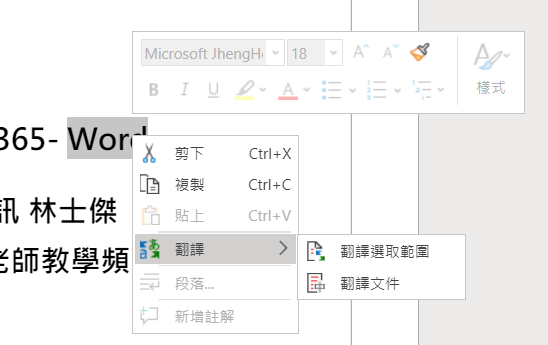 Microsoft JhengHe 18 A A
B I U A 樣式
365- Word
剪下 Ctrl+X
複製 Ctrl+C
訊 林士傑
貼上 Ctrl+V
老師教學頻
翻譯
翻譯選取範圍
段落...
翻譯文件
新增註解